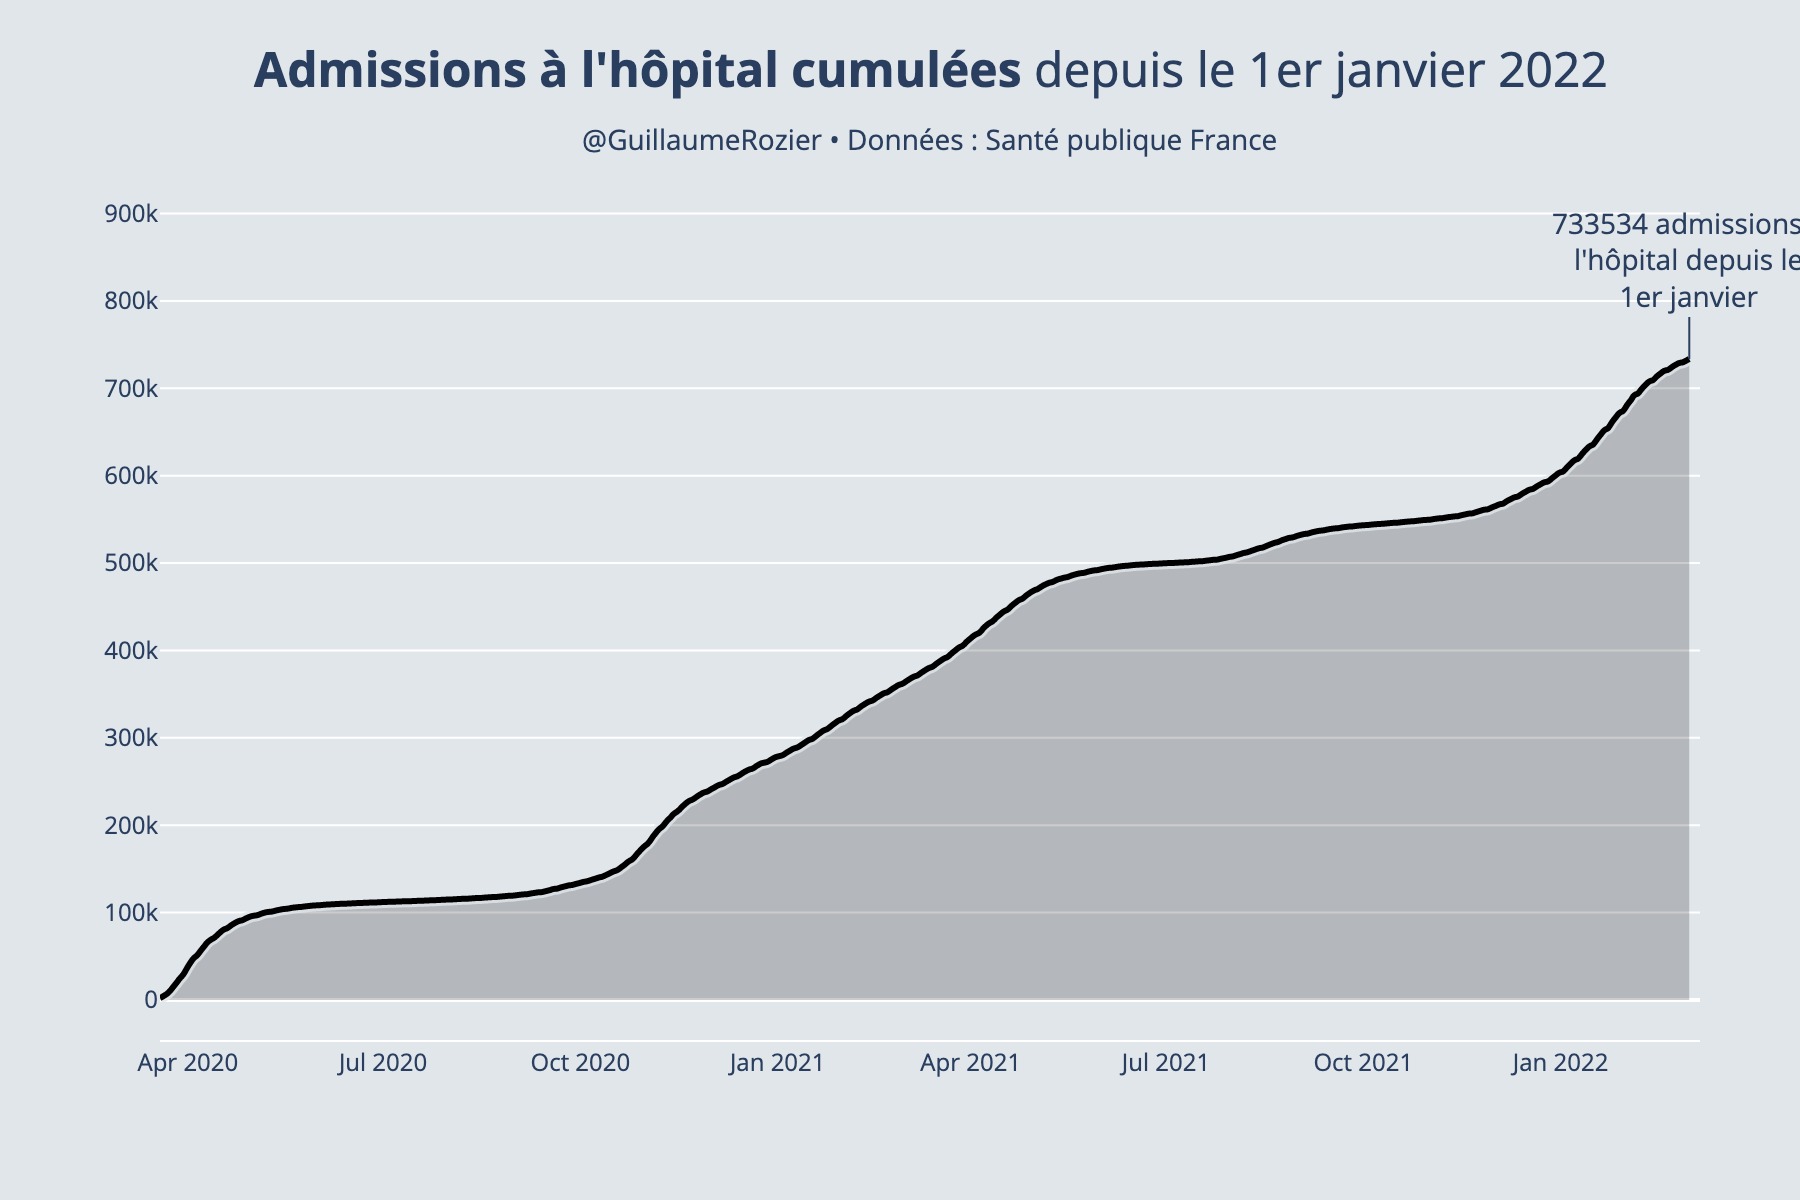 Admissions à l'hôpital cumulées depuis le 1er janvier 2022
@GuillaumeRozier • Données : Santé publique France
900k
733534 admissions
l'hôpital depuis le
800k
1er janvier
700k
600k
500k
400k
300k
200k
100k
0
Apr 2020 Jul 2020 Oct 2020 Jan 2021 Apr 2021 Jul 2021 Oct 2021 Jan 2022